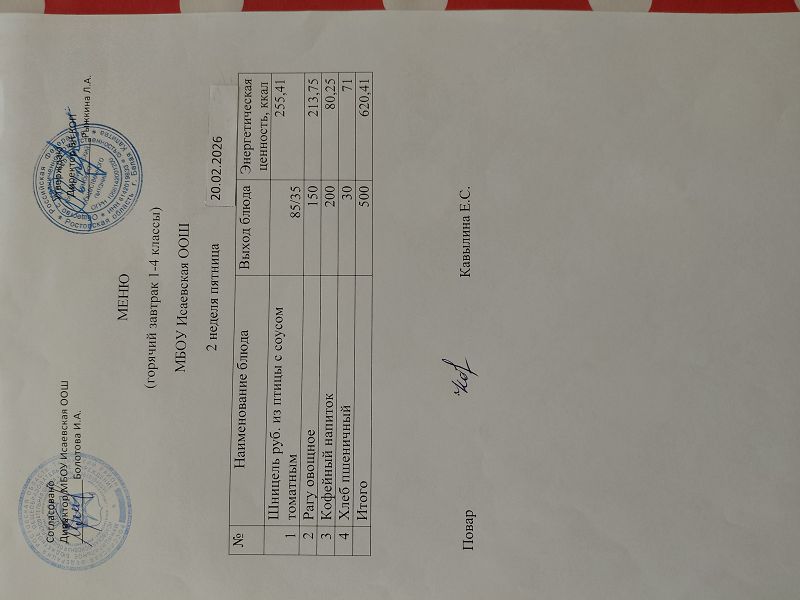 Согласовано
Директор МБОУ Исаевская ООШ
Болотова И.А.
Утверждаю
Директор
Рыжкина Л.А.
МЕНЮ
(горячий завтрак 1-4 классы)
МБОУ Исаевская ООШ
2 неделя пятница 20.02.2026
№ Наименование блюда Выход блюда Энергетическая ценность, ккал
1 Шницель руб. из птицы с соусом томатным 85/35 255,41
2 Рагу овощное 150 213,75
3 Кофейный напиток 200 80,25
4 Хлеб пшеничный 30 71
Итого 500 620,41
Повар Кавылина Е.С.